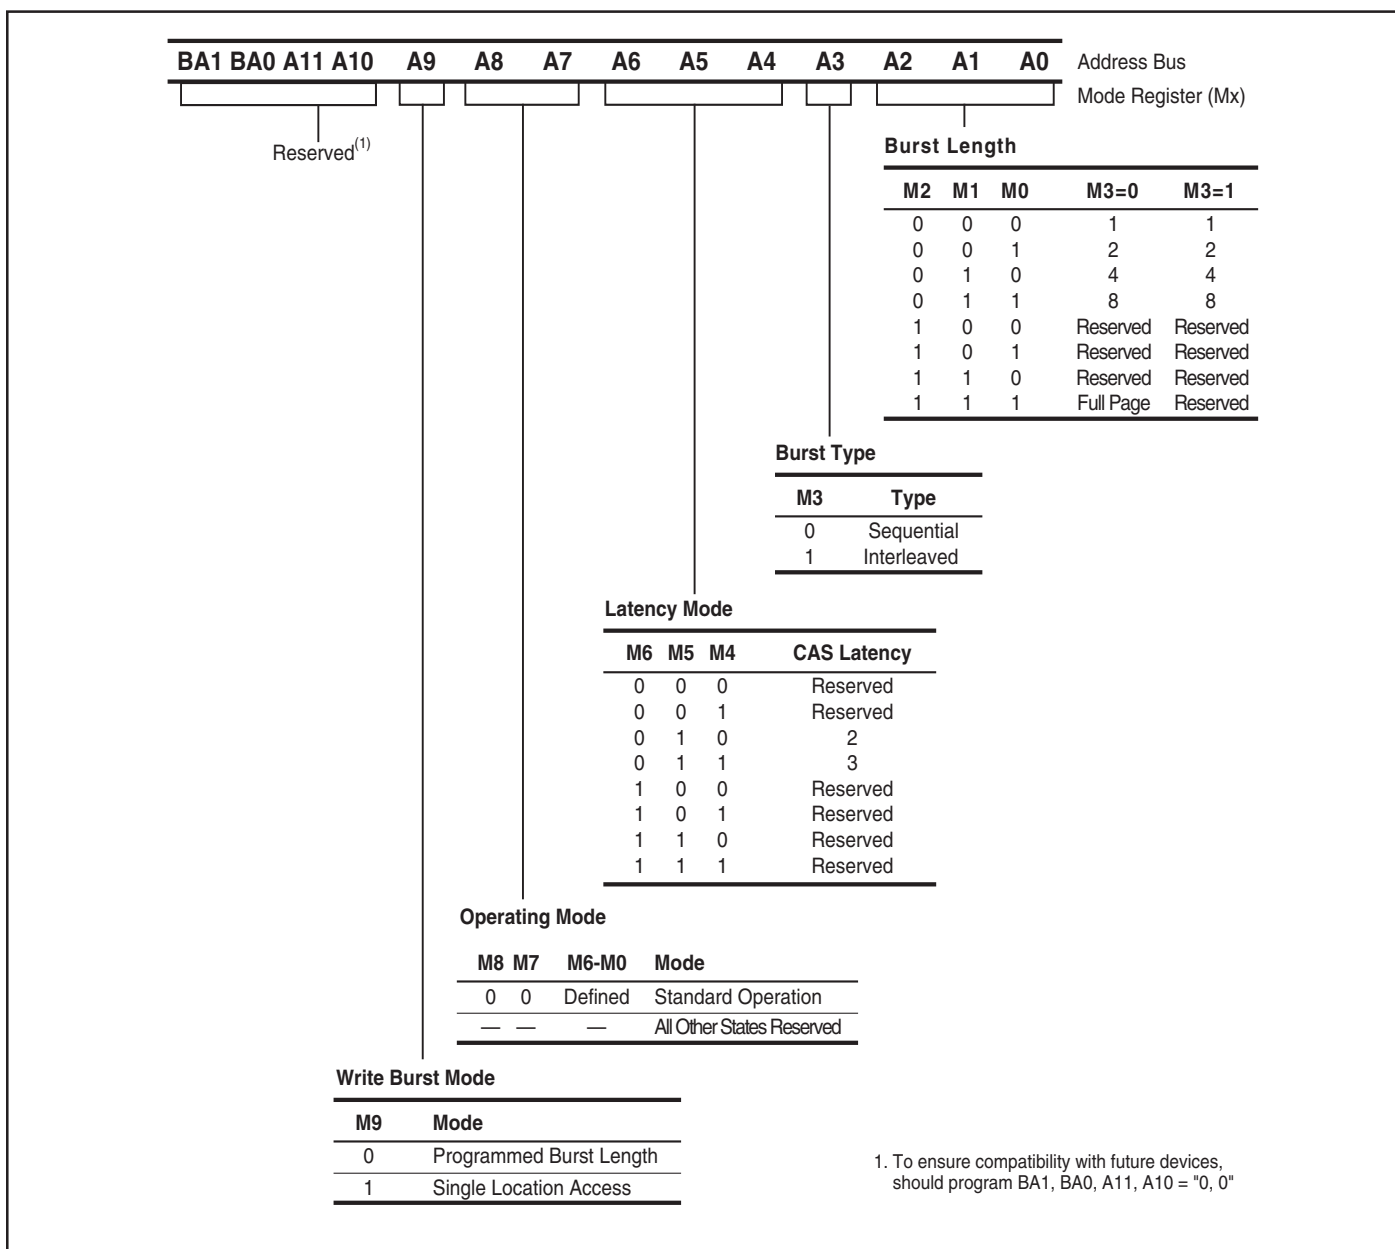 BA1 BA0 A11 A10 A9 A8 A7 A6 A5 A4 A3 A2 A1 A0 Address Bus
Mode Register (Mx)
Reserved(1)
Burst Length
M2 M1 M0 M3=0 M3=1
0 0 0 1 1
0 0 1 2 2
0 1 0 4 4
0 1 1 8 8
1 0 0 Reserved Reserved
1 0 1 Reserved Reserved
1 1 0 Reserved Reserved
1 1 1 Full Page Reserved
Burst Type
M3 Type
0 Sequential
1 Interleaved
Latency Mode
M6 M5 M4 CAS Latency
0 0 0 Reserved
0 0 1 Reserved
0 1 0 2
0 1 1 3
1 0 0 Reserved
1 0 1 Reserved
1 1 0 Reserved
1 1 1 Reserved
Operating Mode
M8 M7 M6-M0 Mode
0 0 Defined Standard Operation
— — — All Other States Reserved
Write Burst Mode
M9 Mode
0 Programmed Burst Length
1 Single Location Access
1. To ensure compatibility with future devices,
should program BA1, BA0, A11, A10 = "0, 0"